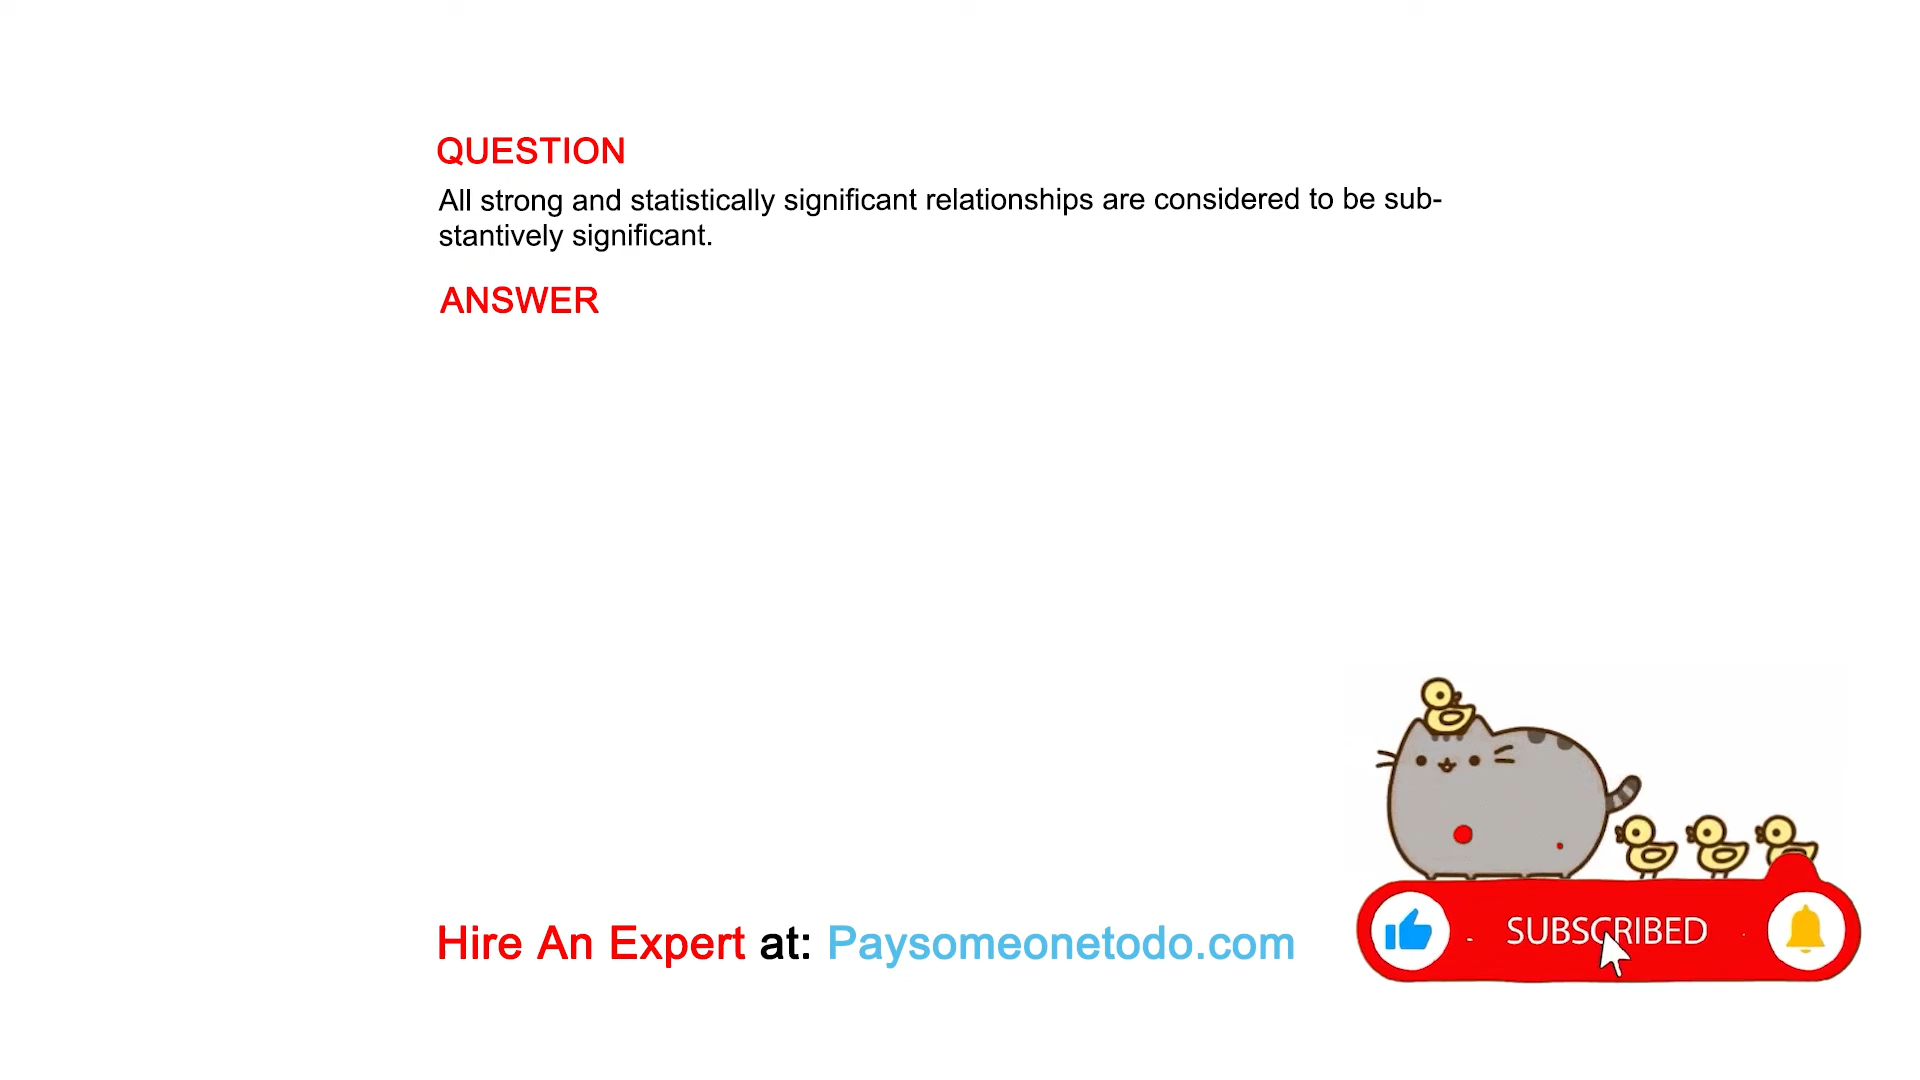 QUESTION
All strong and statistically significant relationships are considered to be sub-
stantively significant.
ANSWER
Hire An Expert at: Paysomeonetodo.com
SUBSCRIBED